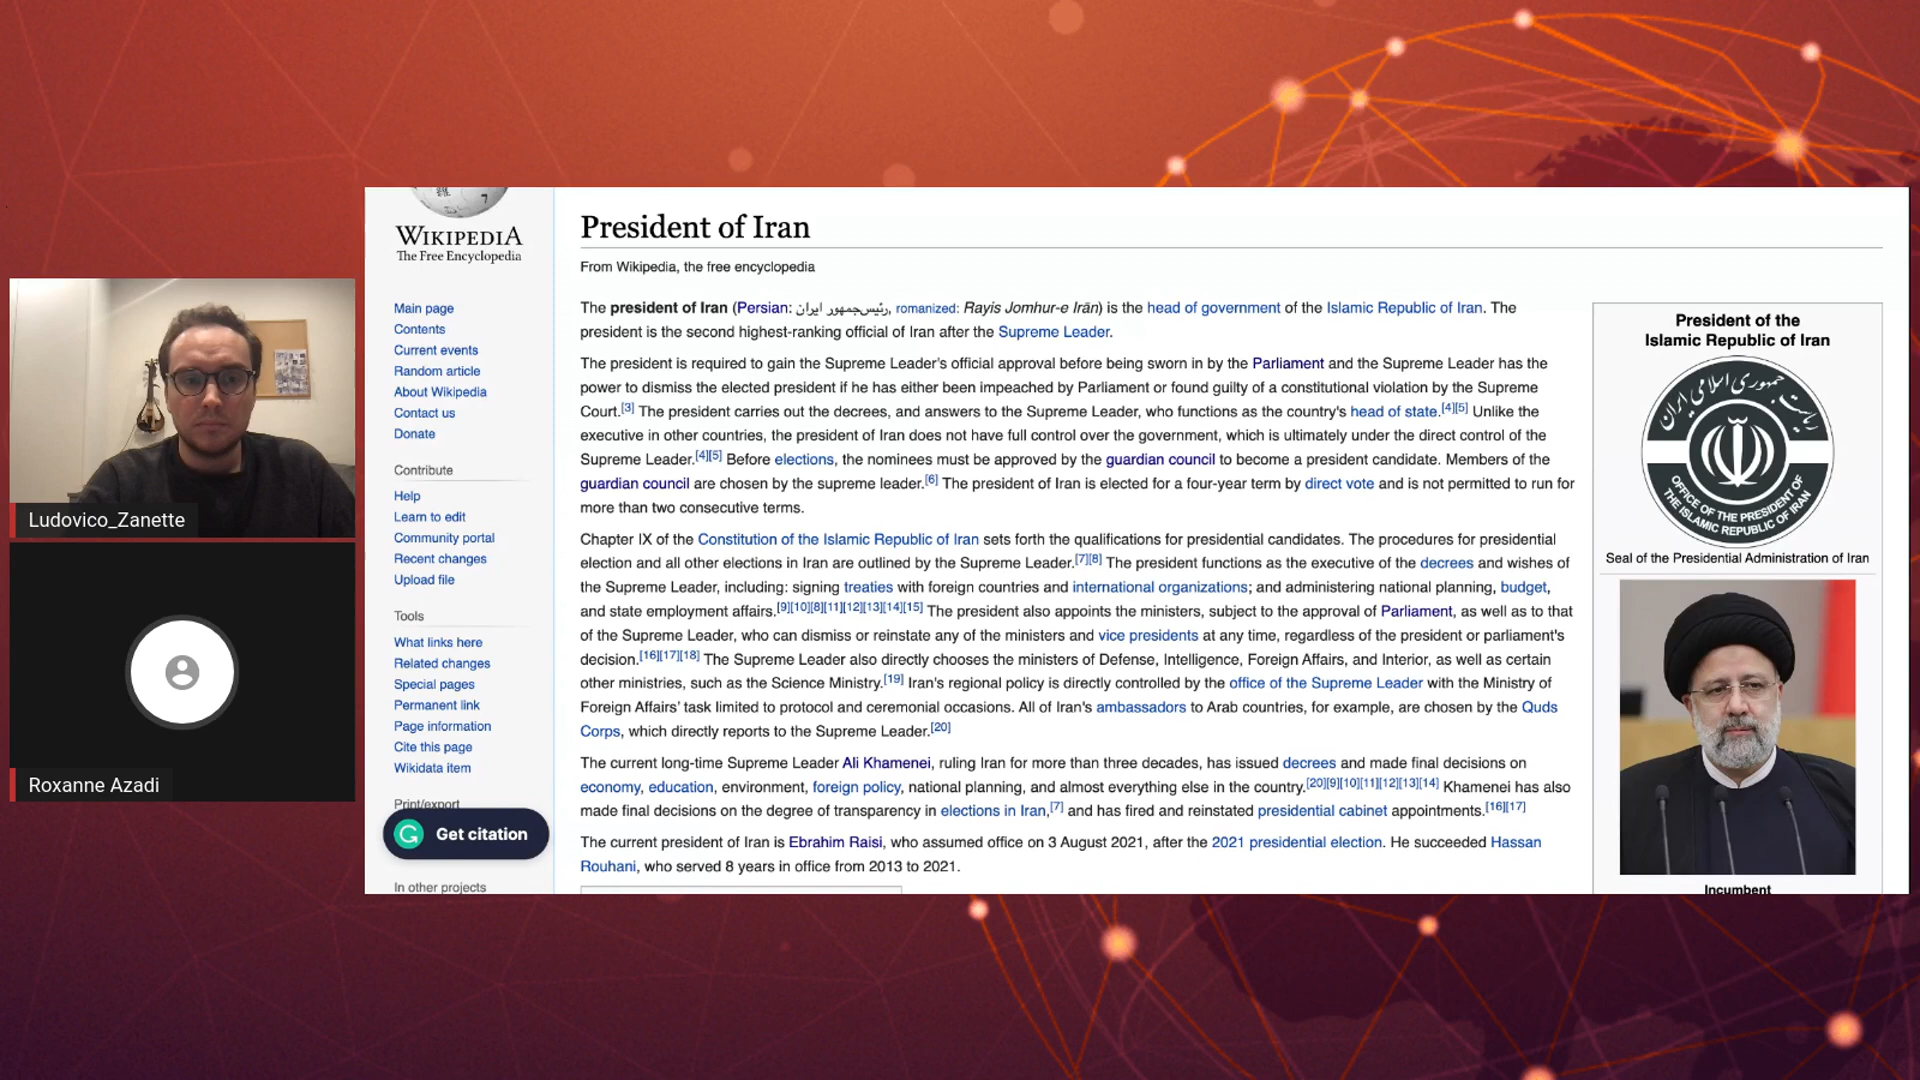 WIKIPEDIA
The Free Encyclopedia
Main page
Contents
Current events
Random article
About Wikipedia
Contact us
Donate
Contribute
Help
Learn to edit
Community portal
Recent changes
Upload file
Tools
What links here
Related changes
Special pages
Permanent link
Page information
Cite this page
Wikidata item
Print/export
Get citation
In other projects
Ludovico_Zanette
Roxanne Azadi
President of Iran
From Wikipedia, the free encyclopedia
The president of Iran (Persian: رئیس‌جمهور ایران, romanized: Rayis Jomhur-e Irān) is the head of government of the Islamic Republic of Iran. The
president is the second highest-ranking official of Iran after the Supreme Leader.
The president is required to gain the Supreme Leader's official approval before being sworn in by the Parliament and the Supreme Leader has the
power to dismiss the elected president if he has either been impeached by Parliament or found guilty of a constitutional violation by the Supreme
Court.[3] The president carries out the decrees, and answers to the Supreme Leader, who functions as the country's head of state.[4][5] Unlike the
executive in other countries, the president of Iran does not have full control over the government, which is ultimately under the direct control of the
Supreme Leader.[4][5] Before elections, the nominees must be approved by the guardian council to become a president candidate. Members of the
guardian council are chosen by the supreme leader.[6] The president of Iran is elected for a four-year term by direct vote and is not permitted to run for
more than two consecutive terms.
Chapter IX of the Constitution of the Islamic Republic of Iran sets forth the qualifications for presidential candidates. The procedures for presidential
election and all other elections in Iran are outlined by the Supreme Leader.[7][8] The president functions as the executive of the decrees and wishes of
the Supreme Leader, including: signing treaties with foreign countries and international organizations; and administering national planning, budget,
and state employment affairs.[9][10][8][11][12][13][14][15] The president also appoints the ministers, subject to the approval of Parliament, as well as to that
of the Supreme Leader, who can dismiss or reinstate any of the ministers and vice presidents at any time, regardless of the president or parliament's
decision.[16][17][18] The Supreme Leader also directly chooses the ministers of Defense, Intelligence, Foreign Affairs, and Interior, as well as certain
other ministries, such as the Science Ministry.[19] Iran's regional policy is directly controlled by the office of the Supreme Leader with the Ministry of
Foreign Affairs' task limited to protocol and ceremonial occasions. All of Iran's ambassadors to Arab countries, for example, are chosen by the Quds
Corps, which directly reports to the Supreme Leader.[20]
The current long-time Supreme Leader Ali Khamenei, ruling Iran for more than three decades, has issued decrees and made final decisions on
economy, education, environment, foreign policy, national planning, and almost everything else in the country.[20][9][10][11][12][13][14] Khamenei has also
made final decisions on the degree of transparency in elections in Iran,[7] and has fired and reinstated presidential cabinet appointments.[16][17]
The current president of Iran is Ebrahim Raisi, who assumed office on 3 August 2021, after the 2021 presidential election. He succeeded Hassan
Rouhani, who served 8 years in office from 2013 to 2021.
President of the
Islamic Republic of Iran
ریاست جمهوری اسلامی ایران
OFFICE OF THE PRESIDENT OF
THE ISLAMIC REPUBLIC OF IRAN
Seal of the Presidential Administration of Iran
Incumbent